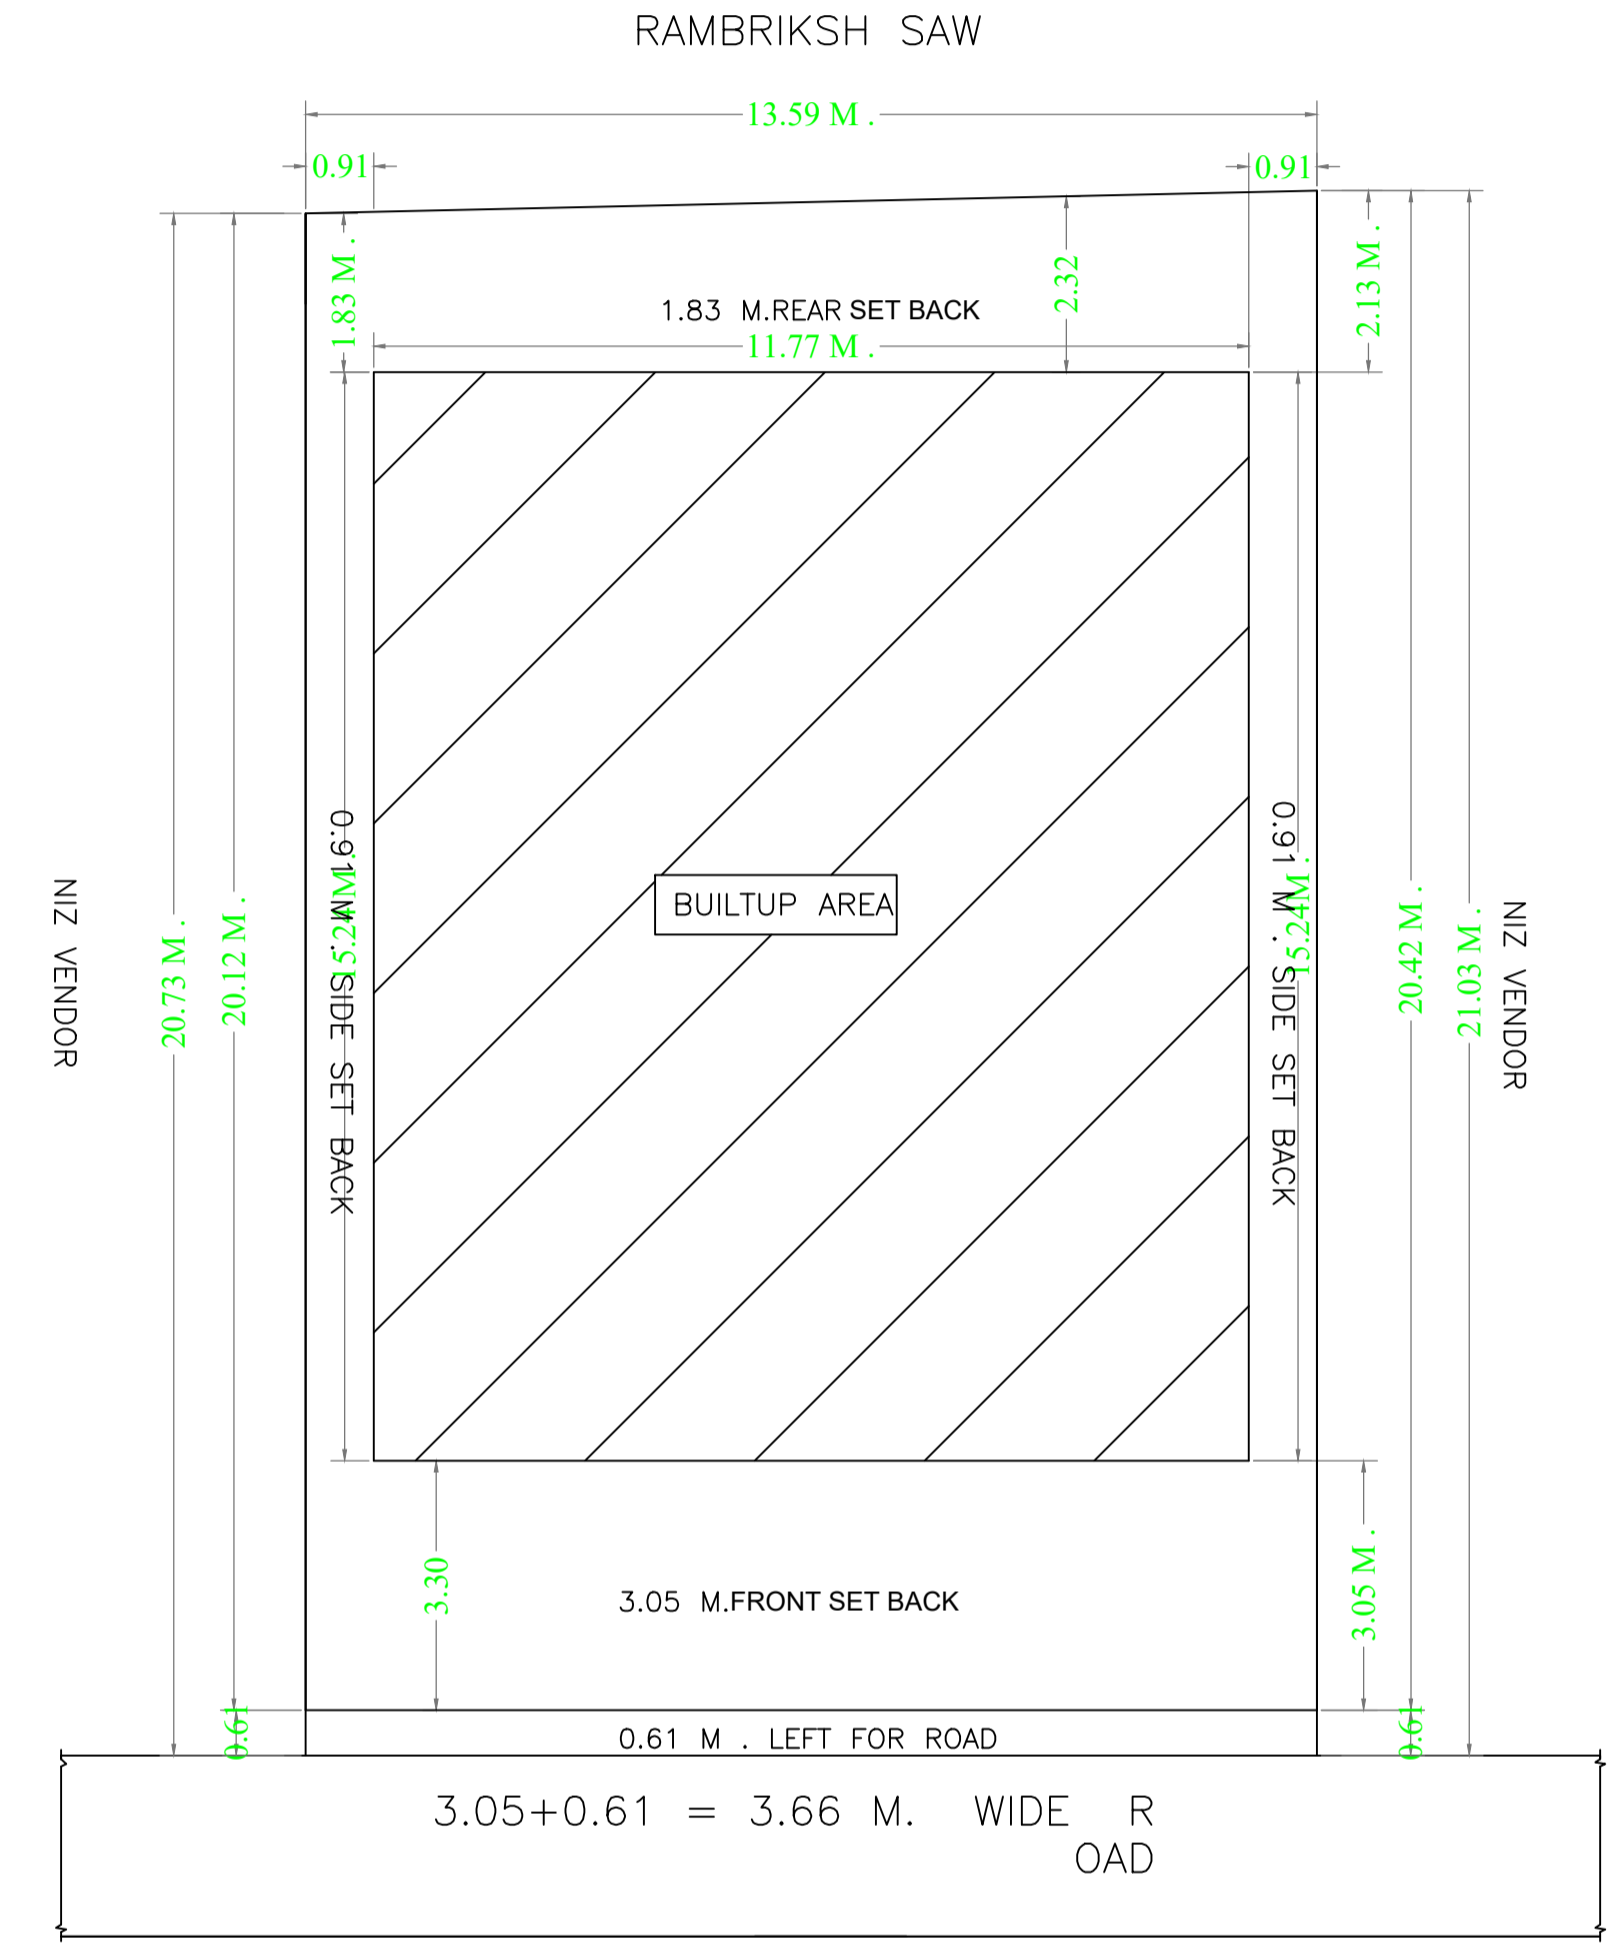 RAMBRIKSH SAW
13.59 M .
0.91
0.91
1.83 M .
2.32
2.13 M .
1.83 M.REAR SET BACK
11.77 M .
BUILTUP AREA
0.91 M . SIDE SET BACK
15.24 M .
0.91 M . SIDE SET BACK
15.24 M .
NIZ VENDOR
20.73 M .
20.12 M .
20.42 M .
21.03 M .
NIZ VENDOR
3.30
3.05 M.FRONT SET BACK
3.05 M .
0.61
0.61 M . LEFT FOR ROAD
0.61
3.05+0.61 = 3.66 M. WIDE R
OAD